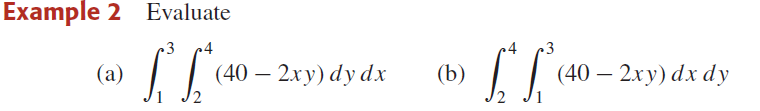 Example 2 Evaluate
(a) ∫₁³ ∫₂⁴ (40 − 2xy) dy dx (b) ∫₂⁴ ∫₁³ (40 − 2xy) dx dy